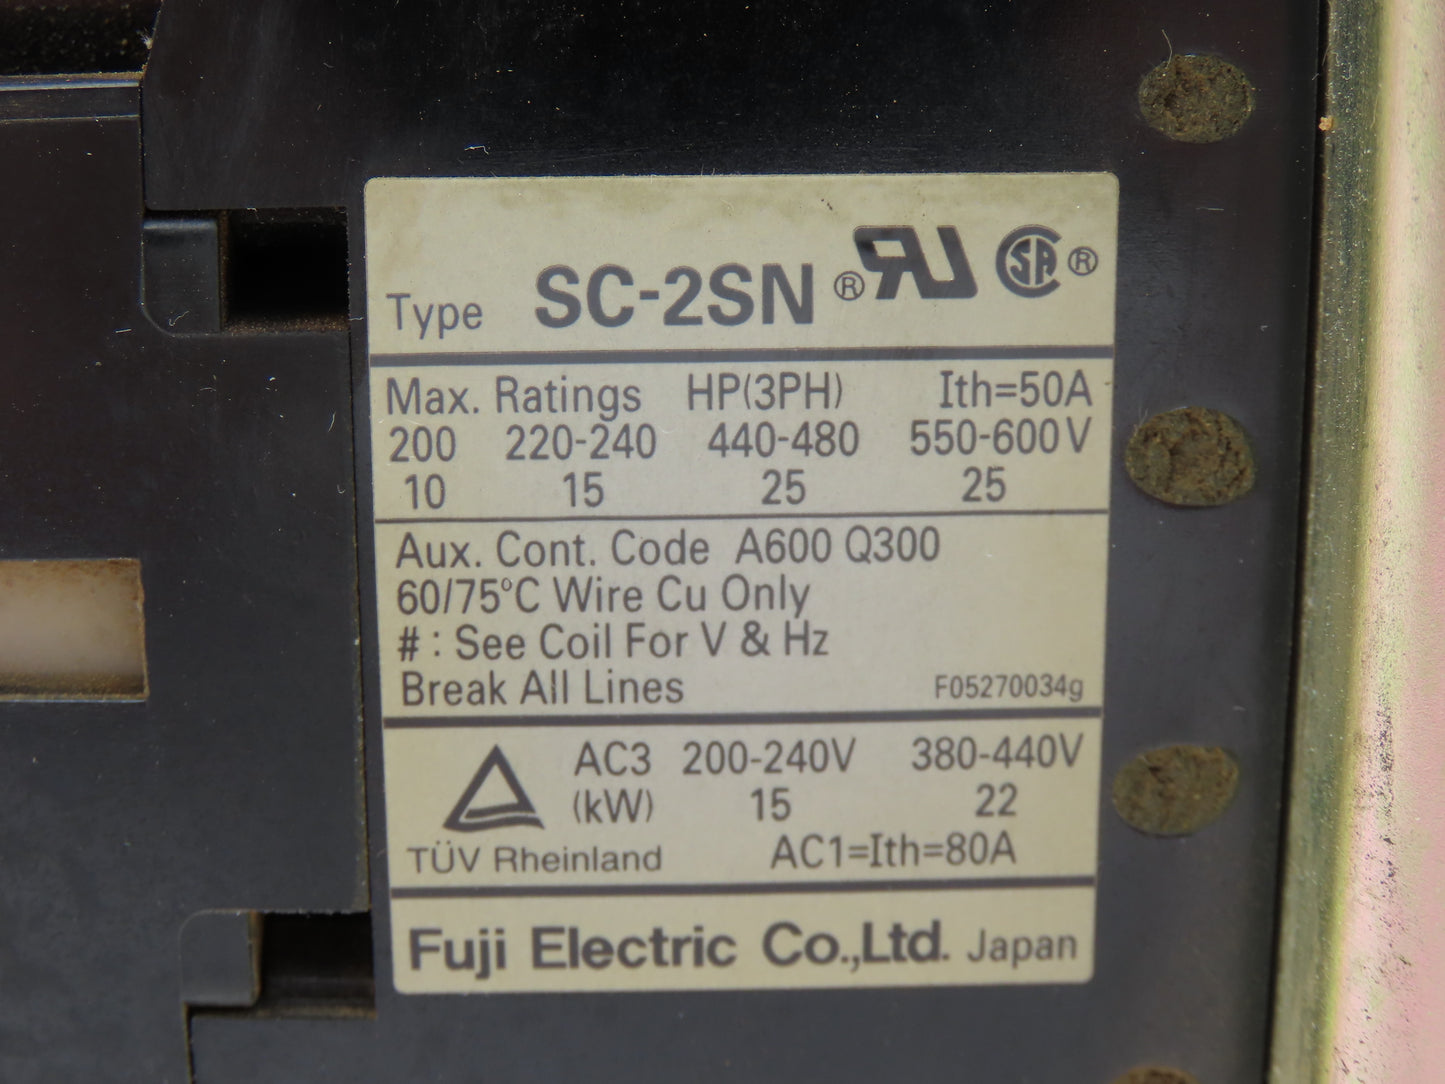 Type SC-2SN ® RU SA ®
Max. Ratings HP(3PH) Ith=50A
200 220-240 440-480 550-600V
10 15 25 25
Aux. Cont. Code A600 Q300
60/75°C Wire Cu Only
# : See Coil For V & Hz
Break All Lines F05270034g
AC3 200-240V 380-440V
(kW) 15 22
TÜV Rheinland AC1=Ith=80A
Fuji Electric Co.,Ltd. Japan